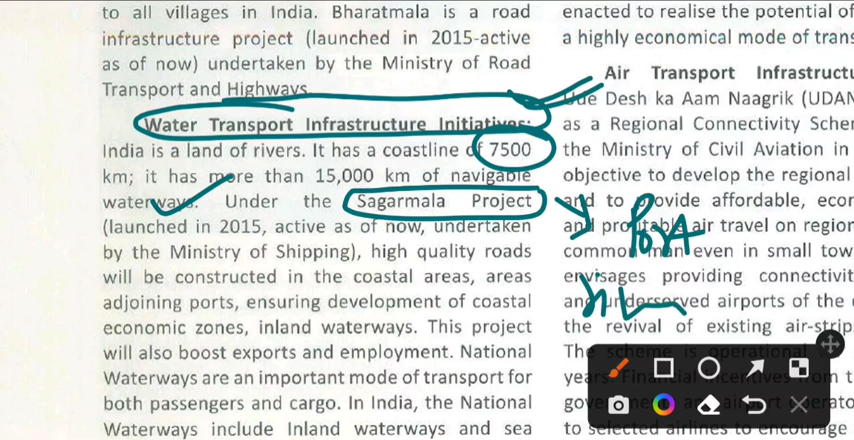 to all villages in India. Bharatmala is a road
infrastructure project (launched in 2015-active
as of now) undertaken by the Ministry of Road
Transport and Highways.
Water Transport Infrastructure Initiatives:
India is a land of rivers. It has a coastline of 7500
km; it has more than 15,000 km of navigable
waterways. Under the Sagarmala Project
(launched in 2015, active as of now, undertaken
by the Ministry of Shipping), high quality roads
will be constructed in the coastal areas, areas
adjoining ports, ensuring development of coastal
economic zones, inland waterways. This project
will also boost exports and employment. National
Waterways are an important mode of transport for
both passengers and cargo. In India, the National
Waterways include Inland waterways and sea
enacted to realise the potential of
a highly economical mode of trans
Air Transport Infrastructu
Desh ka Aam Naagrik (UDAN
as a Regional Connectivity Schem
the Ministry of Civil Aviation in
objective to develop the regional
and to provide affordable, econ
and profitable air travel on region
common man even in small tow
envisages providing connectivit
and underserved airports of the
the revival of existing air-strip
The scheme is operational
years. Financial incentives from t
gove
to selected airlines to encourage